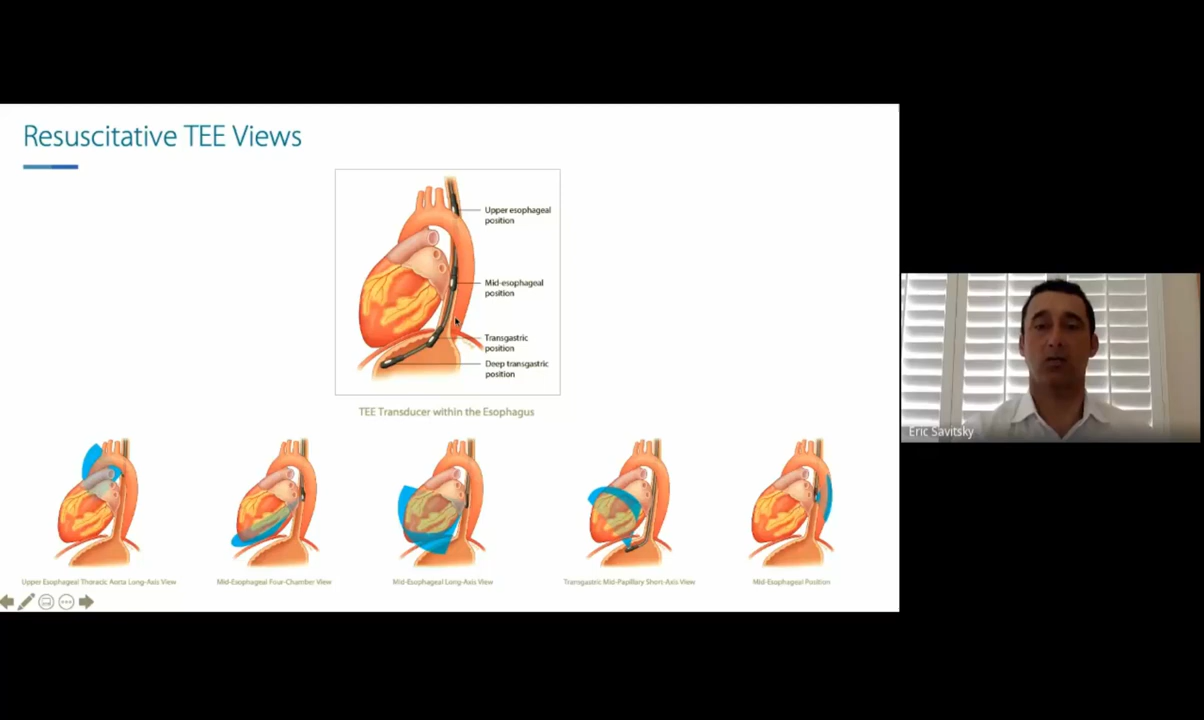 Resuscitative TEE Views
Upper esophageal
position
Mid-esophageal
position
Transgastric
position
Deep transgastric
position
TEE Transducer within the Esophagus
Eric Savitsky
Upper Esophageal Thoracic Aorta Long-Axis View
Mid-Esophageal Four-Chamber View
Mid-Esophageal Long-Axis View
Transgastric Mid-Papillary Short-Axis View
Mid-Esophageal Position